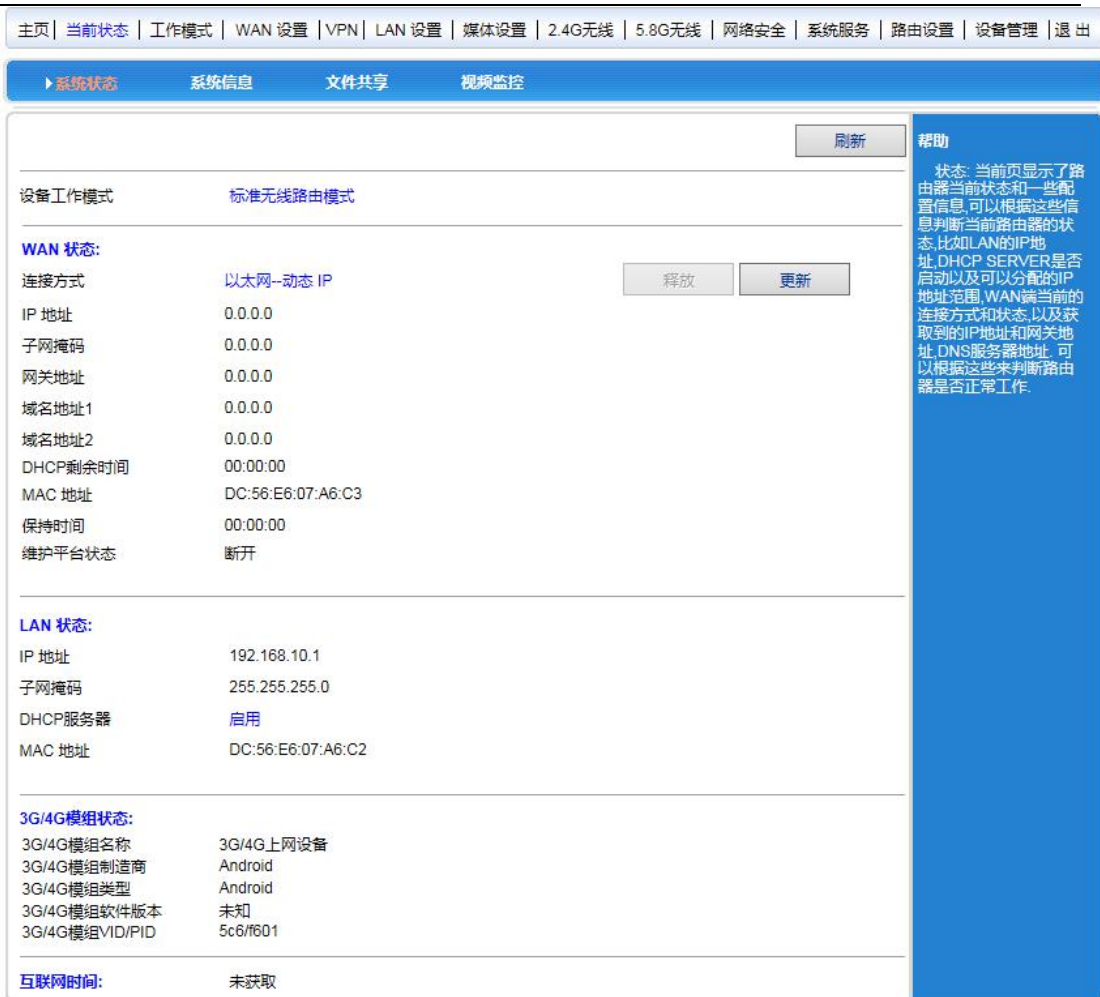 主页| 当前状态 | 工作模式 | WAN 设置 |VPN| LAN 设置 | 媒体设置 | 2.4G无线 | 5.8G无线 | 网络安全 | 系统服务 | 路由设置 | 设备管理 |退 出
系统状态 系统信息 文件共享 视频监控
刷新
设备工作模式 标准无线路由模式
WAN 状态:
连接方式 以太网--动态 IP 释放 更新
IP 地址 0.0.0.0
子网掩码 0.0.0.0
网关地址 0.0.0.0
域名地址1 0.0.0.0
域名地址2 0.0.0.0
DHCP剩余时间 00:00:00
MAC 地址 DC:56:E6:07:A6:C3
保持时间 00:00:00
维护平台状态 断开
LAN 状态:
IP 地址 192.168.10.1
子网掩码 255.255.255.0
DHCP服务器 启用
MAC 地址 DC:56:E6:07:A6:C2
3G/4G模组状态:
3G/4G模组名称 3G/4G上网设备
3G/4G模组制造商 Android
3G/4G模组类型 Android
3G/4G模组软件版本 未知
3G/4G模组VID/PID 5c6/f601
互联网时间: 未获取
帮助
状态: 当前页显示了路
由器当前状态和一些配
置信息,可以根据这些信
息判断当前路由器的状
态,比如LAN的IP地
址,DHCP SERVER是否
启动以及可以分配的IP
地址范围,WAN端当前的
连接方式和状态,以及获
取到的IP地址和网关地
址,DNS服务器地址. 可
以根据这些来判断路由
器是否正常工作.